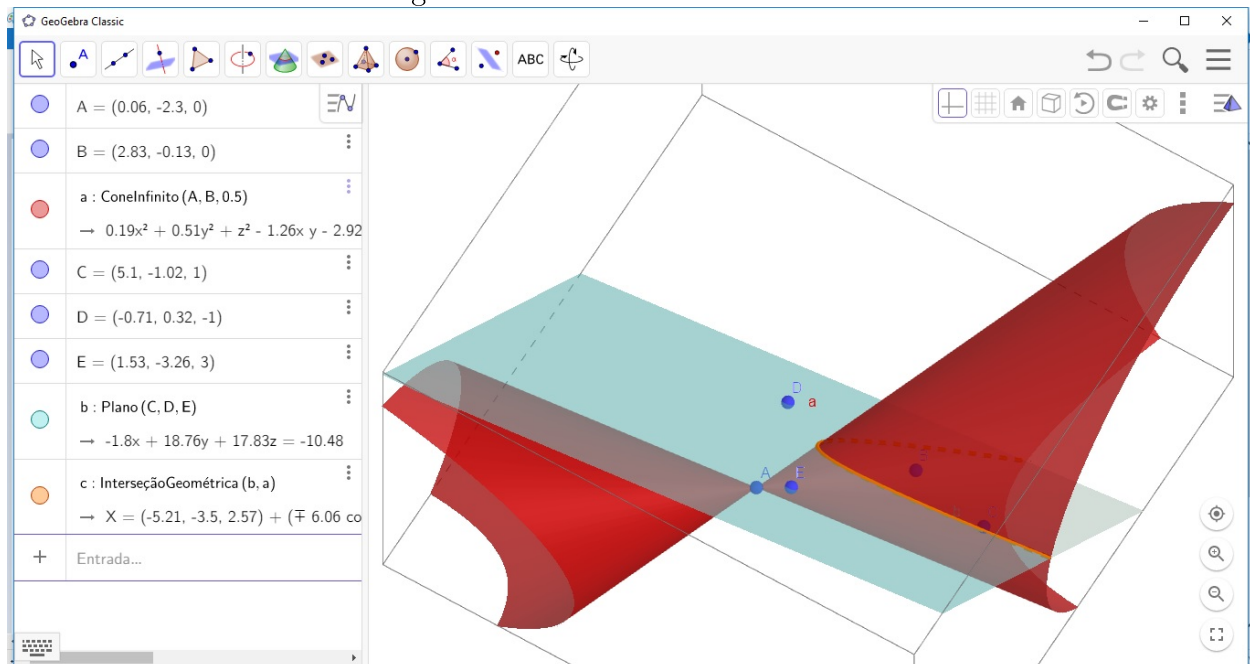 GeoGebra Classic
ABC
A = (0.06, -2.3, 0)
B = (2.83, -0.13, 0)
a : ConeInfinito (A, B, 0.5)
→ 0.19x² + 0.51y² + z² - 1.26x y - 2.92
C = (5.1, -1.02, 1)
D = (-0.71, 0.32, -1)
E = (1.53, -3.26, 3)
b : Plano (C, D, E)
→ -1.8x + 18.76y + 17.83z = -10.48
c : InterseçãoGeométrica (b, a)
→ X = (-5.21, -3.5, 2.57) + (∓ 6.06 co
Entrada...
D
a
A
E